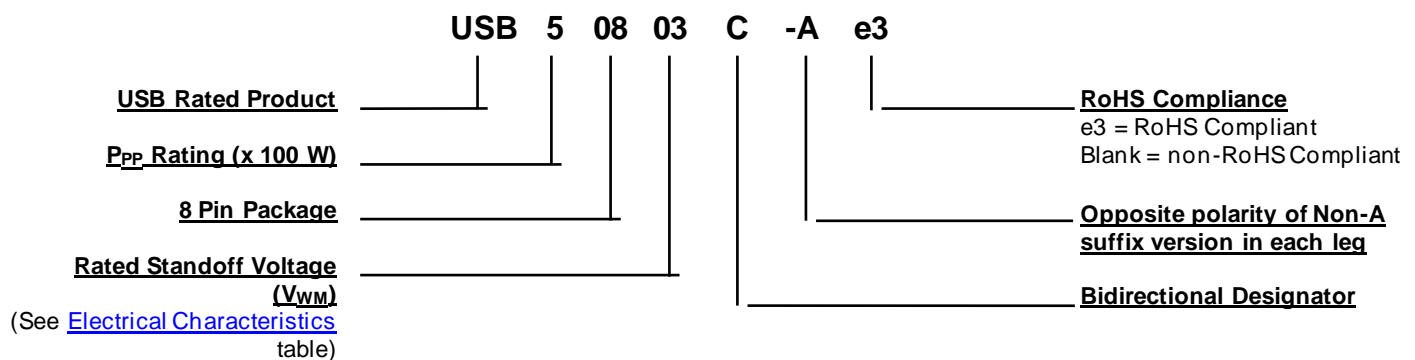 USB 5 08 03 C -A e3
USB Rated Product
PPP Rating (x 100 W)
8 Pin Package
Rated Standoff Voltage
(VWM)
(See Electrical Characteristics
table)
RoHS Compliance
e3 = RoHS Compliant
Blank = non-RoHS Compliant
Opposite polarity of Non-A
suffix version in each leg
Bidirectional Designator